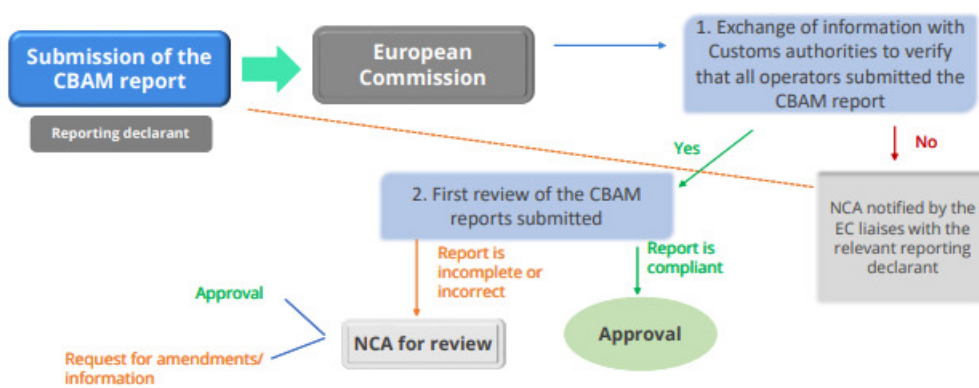 Submission of the
CBAM report
Reporting declarant
European
Commission
1. Exchange of information with
Customs authorities to verify
that all operators submitted the
CBAM report
Yes
No
2. First review of the CBAM
reports submitted
NCA notified by the
EC liaises with the
relevant reporting
declarant
Report is
incomplete or
incorrect
Report is
compliant
Approval
Request for amendments/
information
NCA for review
Approval